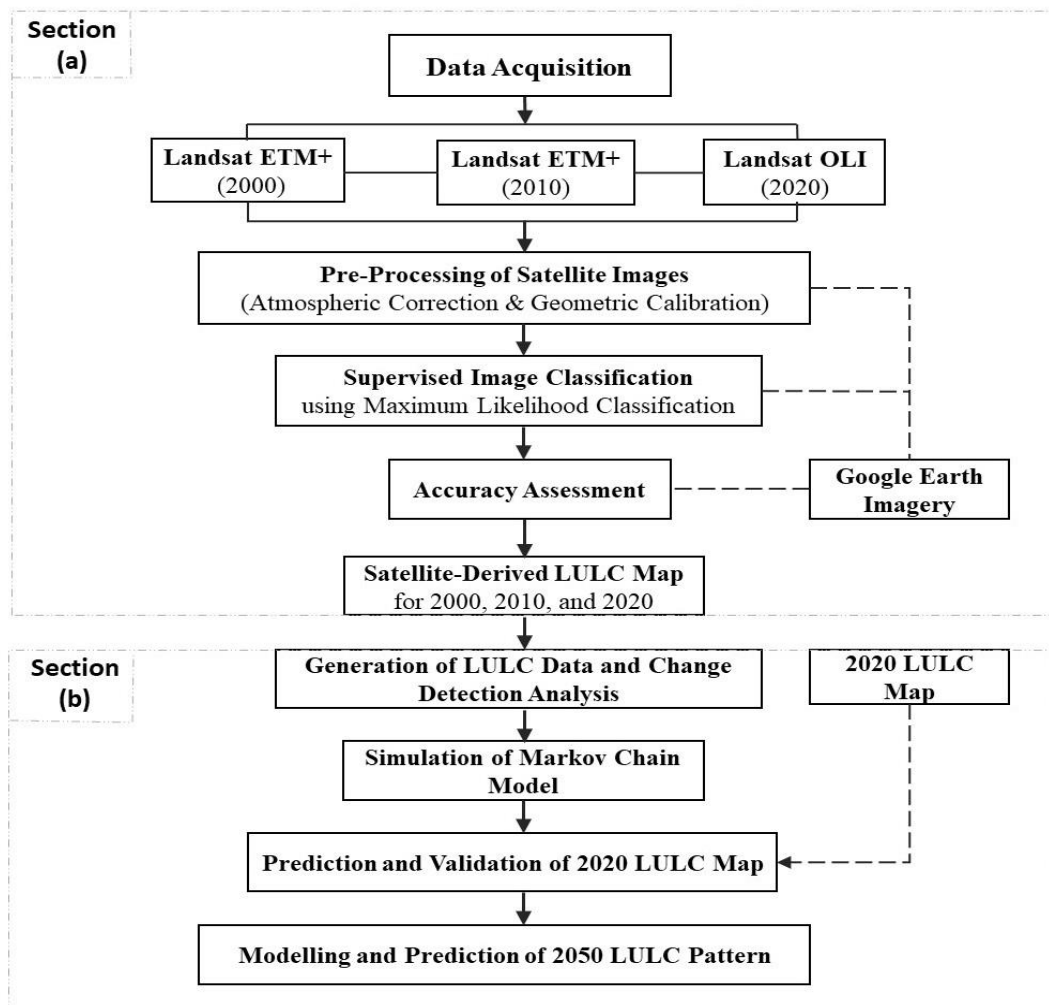 Section
(a)
Data Acquisition
Landsat ETM+
(2000)
Landsat ETM+
(2010)
Landsat OLI
(2020)
Pre-Processing of Satellite Images
(Atmospheric Correction & Geometric Calibration)
Supervised Image Classification
using Maximum Likelihood Classification
Accuracy Assessment
Google Earth
Imagery
Satellite-Derived LULC Map
for 2000, 2010, and 2020
Section
(b)
Generation of LULC Data and Change
Detection Analysis
2020 LULC
Map
Simulation of Markov Chain
Model
Prediction and Validation of 2020 LULC Map
Modelling and Prediction of 2050 LULC Pattern